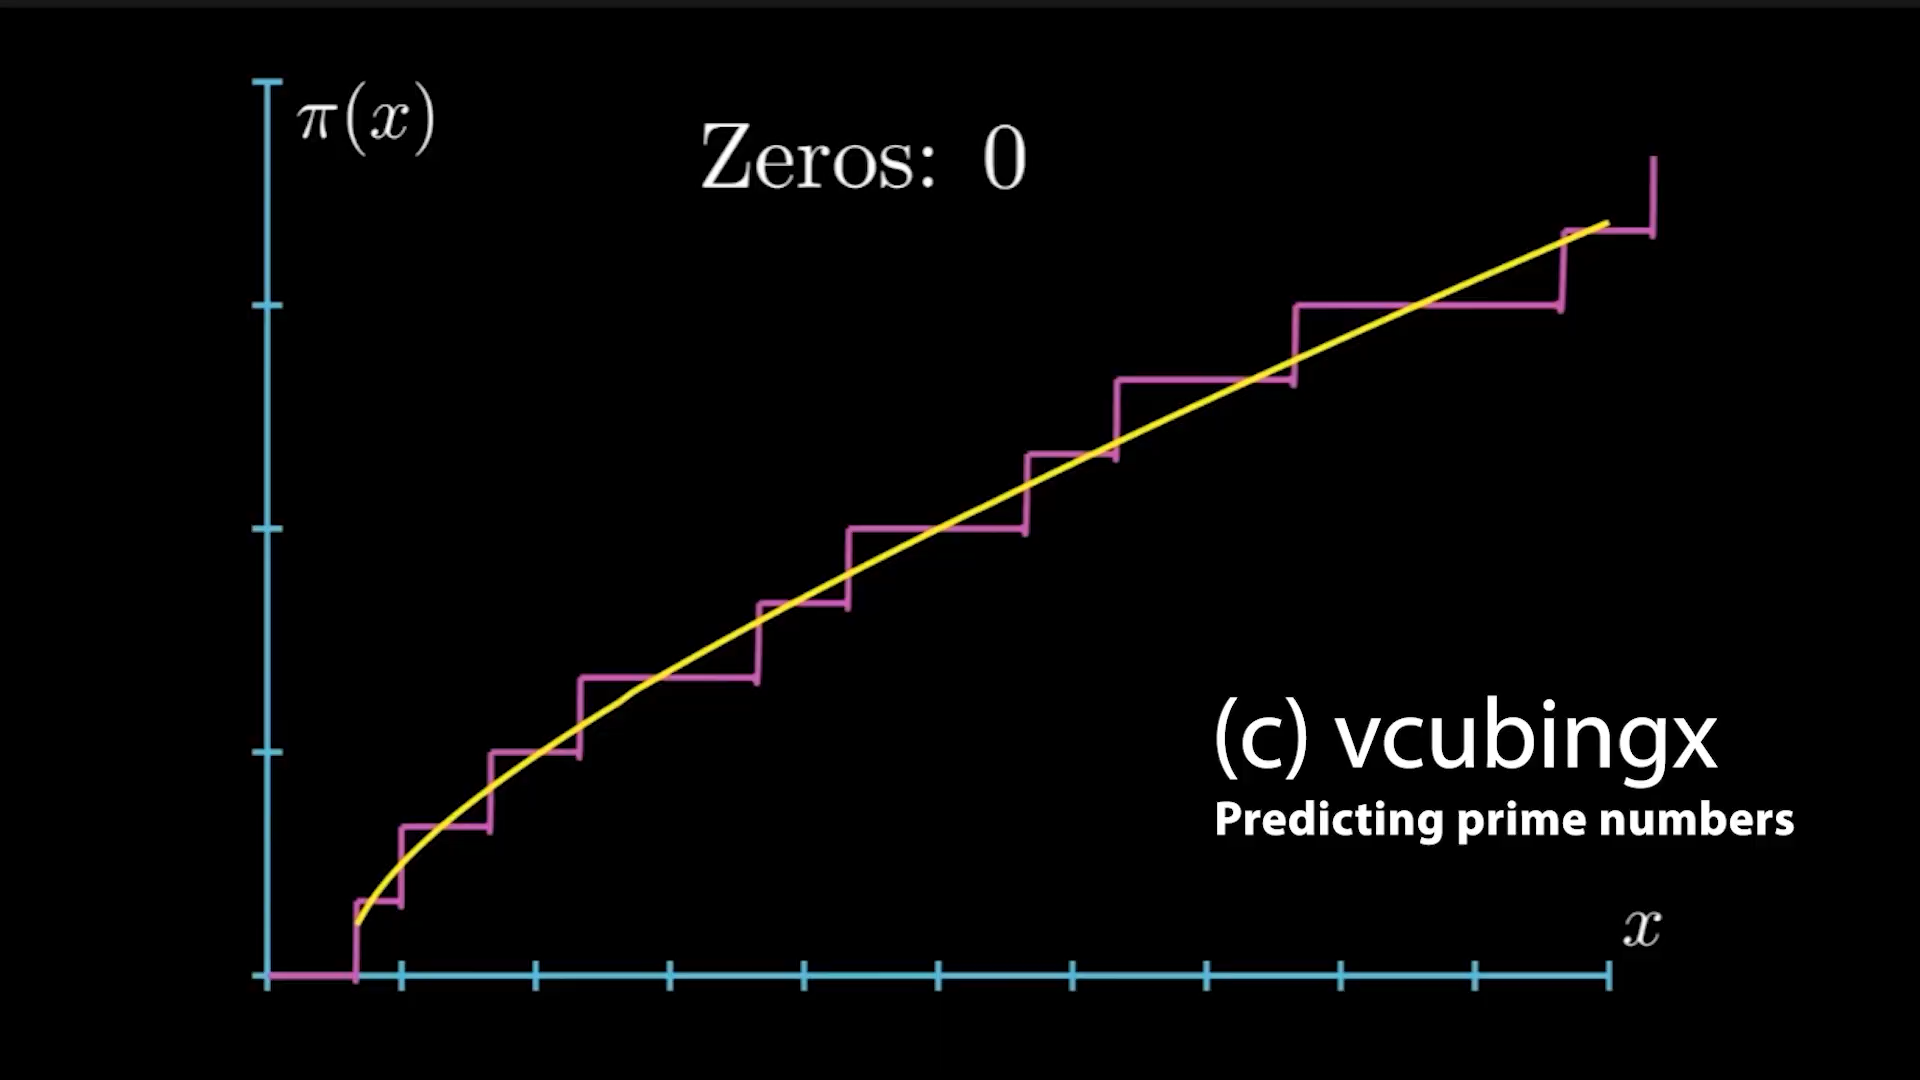 π(x)
Zeros: 0
(c) vcubingx
Predicting prime numbers
x